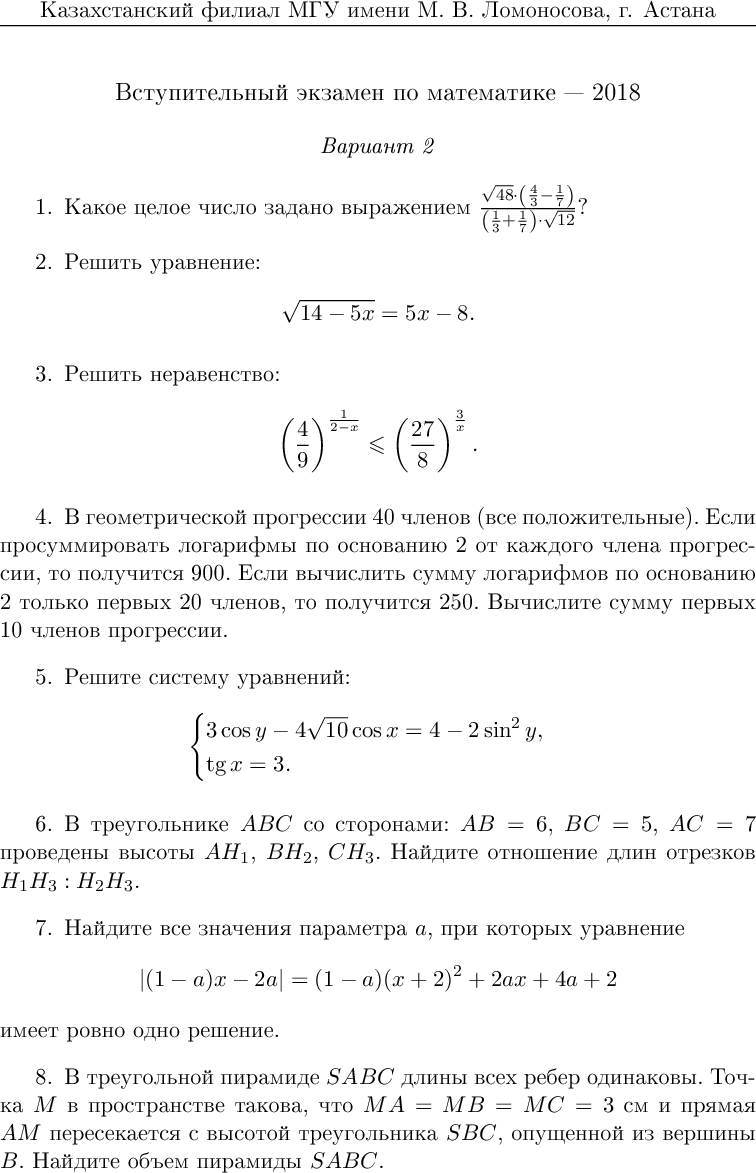 Казахстанский филиал МГУ имени М. В. Ломоносова, г. Астана
Вступительный экзамен по математике — 2018
Вариант 2
1. Какое целое число задано выражением $\frac{\sqrt{48}\cdot\left(\frac{4}{3}-\frac{1}{7}\right)}{\left(\frac{1}{3}+\frac{1}{7}\right)\cdot\sqrt{12}}$?
2. Решить уравнение:
$\sqrt{14-5x}=5x-8.$
3. Решить неравенство:
$\left(\frac{4}{9}\right)^{\frac{1}{2-x}}\leqslant\left(\frac{27}{8}\right)^{\frac{3}{x}}.$
4. В геометрической прогрессии 40 членов (все положительные). Если
просуммировать логарифмы по основанию 2 от каждого члена прогрес-
сии, то получится 900. Если вычислить сумму логарифмов по основанию
2 только первых 20 членов, то получится 250. Вычислите сумму первых
10 членов прогрессии.
5. Решите систему уравнений:
$\begin{cases}3\cos y-4\sqrt{10}\cos x=4-2\sin^2 y,\\ \operatorname{tg} x=3.\end{cases}$
6. В треугольнике $ABC$ со сторонами: $AB=6$, $BC=5$, $AC=7$
проведены высоты $AH_1$, $BH_2$, $CH_3$. Найдите отношение длин отрезков
$H_1H_3:H_2H_3$.
7. Найдите все значения параметра $a$, при которых уравнение
$|(1-a)x-2a|=(1-a)(x+2)^2+2ax+4a+2$
имеет ровно одно решение.
8. В треугольной пирамиде $SABC$ длины всех ребер одинаковы. Точ-
ка $M$ в пространстве такова, что $MA=MB=MC=3$ см и прямая
$AM$ пересекается с высотой треугольника $SBC$, опущенной из вершины
$B$. Найдите объем пирамиды $SABC$.